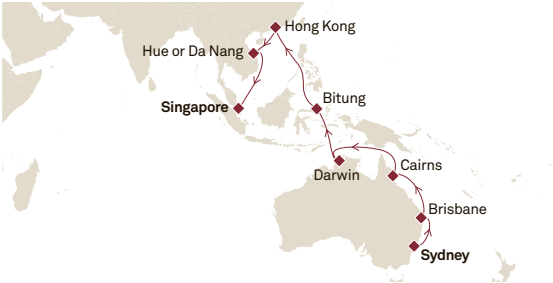 Hong Kong
Hue or Da Nang
Singapore
Bitung
Darwin
Cairns
Brisbane
Sydney